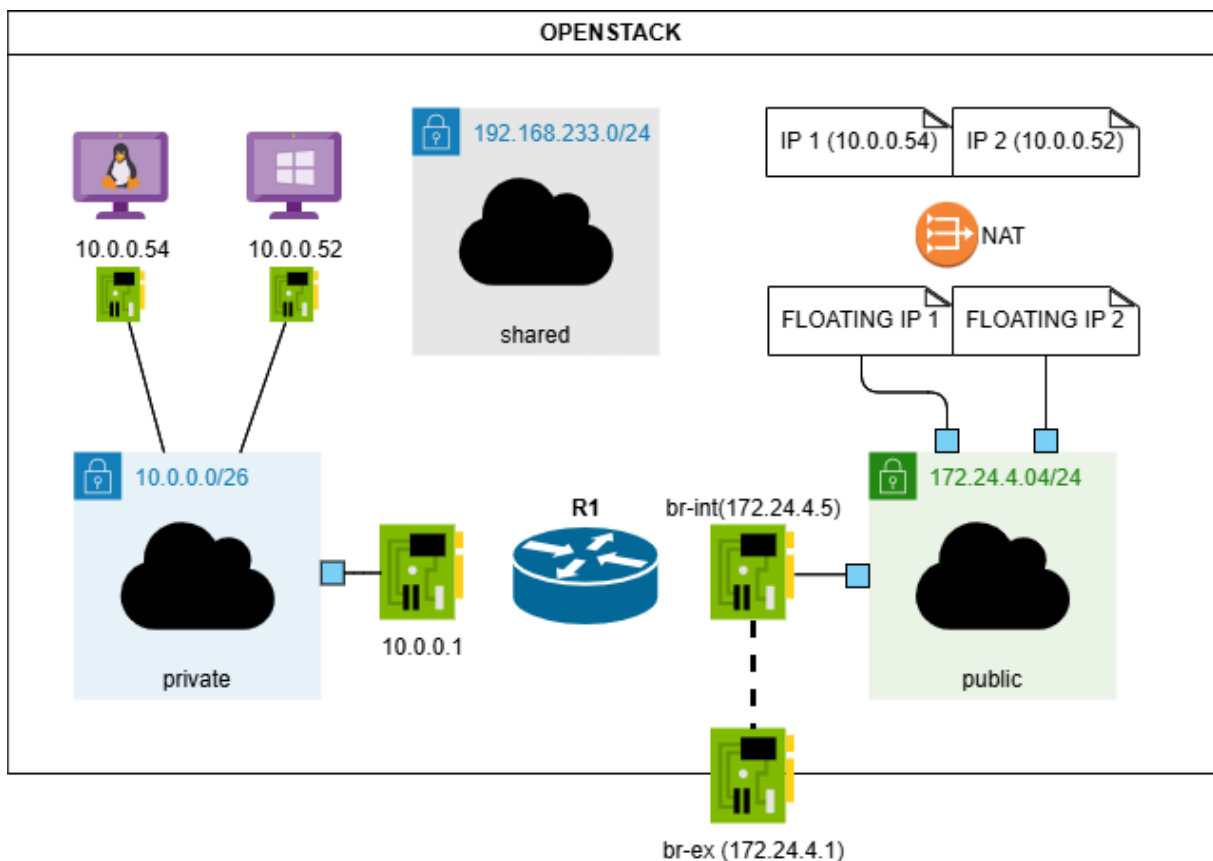 OPENSTACK
192.168.233.0/24
shared
IP 1 (10.0.0.54)
IP 2 (10.0.0.52)
NAT
10.0.0.54
10.0.0.52
FLOATING IP 1
FLOATING IP 2
10.0.0.0/26
private
10.0.0.1
R1
br-int(172.24.4.5)
172.24.4.04/24
public
br-ex (172.24.4.1)